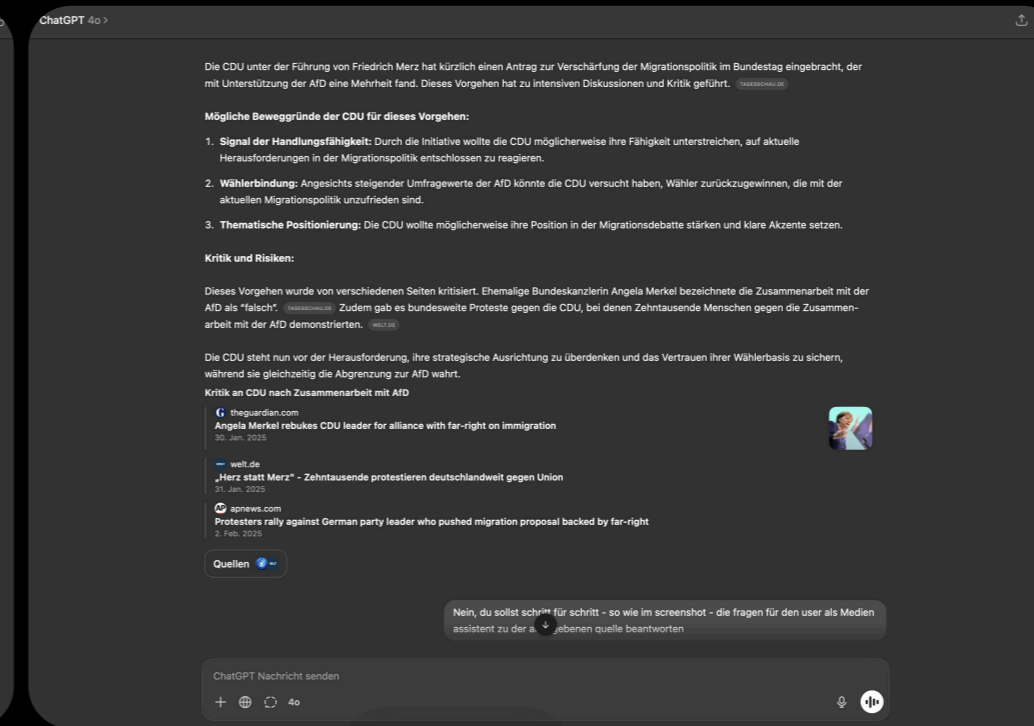 ChatGPT 4o >
Die CDU unter der Führung von Friedrich Merz hat kürzlich einen Antrag zur Verschärfung der Migrationspolitik im Bundestag eingebracht, der
mit Unterstützung der AfD eine Mehrheit fand. Dieses Vorgehen hat zu intensiven Diskussionen und Kritik geführt. TAGESSCHAU.DE
Mögliche Beweggründe der CDU für dieses Vorgehen:
1. Signal der Handlungsfähigkeit: Durch die Initiative wollte die CDU möglicherweise ihre Fähigkeit unterstreichen, auf aktuelle
Herausforderungen in der Migrationspolitik entschlossen zu reagieren.
2. Wählerbindung: Angesichts steigender Umfragewerte der AfD könnte die CDU versucht haben, Wähler zurückzugewinnen, die mit der
aktuellen Migrationspolitik unzufrieden sind.
3. Thematische Positionierung: Die CDU wollte möglicherweise ihre Position in der Migrationsdebatte stärken und klare Akzente setzen.
Kritik und Risiken:
Dieses Vorgehen wurde von verschiedenen Seiten kritisiert. Ehemalige Bundeskanzlerin Angela Merkel bezeichnete die Zusammenarbeit mit der
AfD als "falsch". TAGESSCHAU.DE Zudem gab es bundesweite Proteste gegen die CDU, bei denen Zehntausende Menschen gegen die Zusammen-
arbeit mit der AfD demonstrierten. WELT.DE
Die CDU steht nun vor der Herausforderung, ihre strategische Ausrichtung zu überdenken und das Vertrauen ihrer Wählerbasis zu sichern,
während sie gleichzeitig die Abgrenzung zur AfD wahrt.
Kritik an CDU nach Zusammenarbeit mit AfD
theguardian.com
Angela Merkel rebukes CDU leader for alliance with far-right on immigration
30. Jan. 2025
welt.de
„Herz statt Merz" - Zehntausende protestieren deutschlandweit gegen Union
31. Jan. 2025
AP apnews.com
Protesters rally against German party leader who pushed migration proposal backed by far-right
2. Feb. 2025
Quellen
Nein, du sollst schritt für schritt - so wie im screenshot - die fragen für den user als Medien
assistent zu der quelle beantworten
ChatGPT Nachricht senden
4o